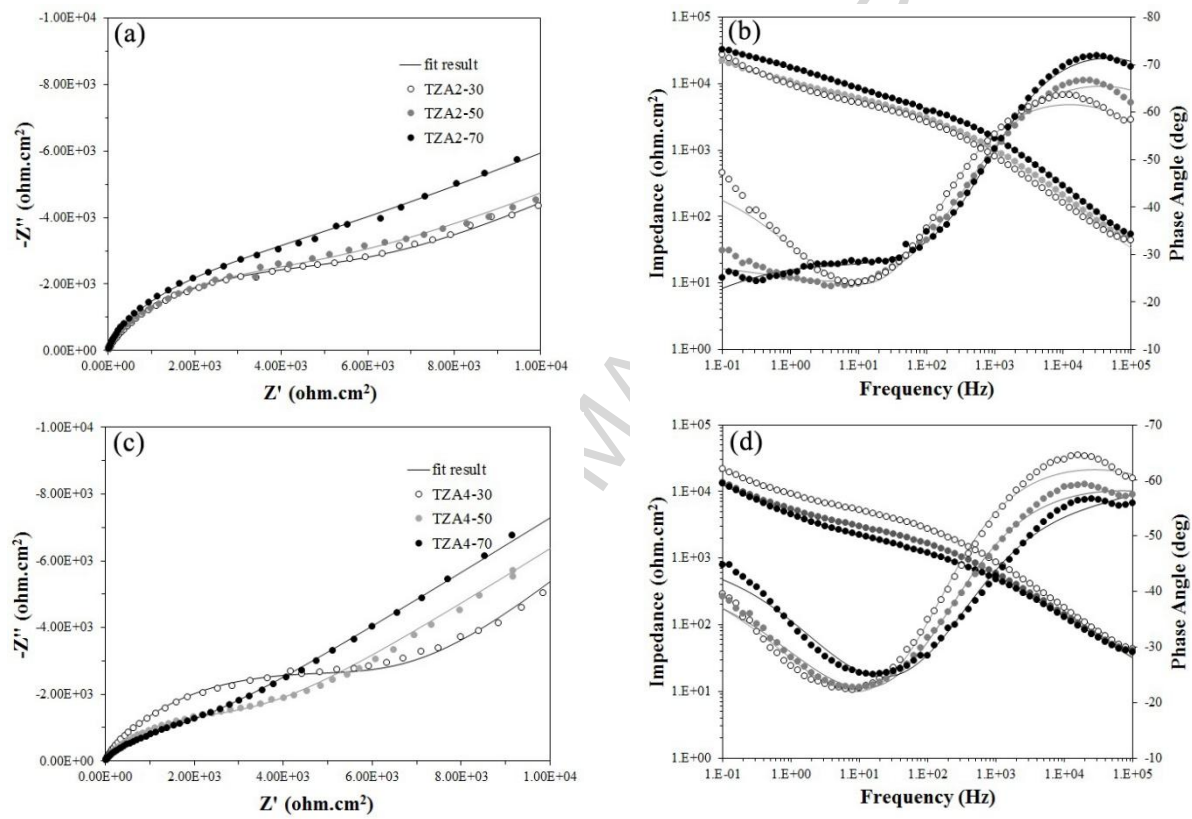 (a)
-1.00E+04
-8.00E+03
-6.00E+03
-4.00E+03
-2.00E+03
0.00E+00
-Z'' (ohm.cm²)
fit result
TZA2-30
TZA2-50
TZA2-70
0.00E+00 2.00E+03 4.00E+03 6.00E+03 8.00E+03 1.00E+04
Z' (ohm.cm²)
(b)
1.E+05
1.E+04
1.E+03
1.E+02
1.E+01
1.E+00
Impedance (ohm.cm²)
-80
-70
-60
-50
-40
-30
-20
-10
Phase Angle (deg)
1.E-01 1.E+00 1.E+01 1.E+02 1.E+03 1.E+04 1.E+05
Frequency (Hz)
(c)
-1.00E+04
-8.00E+03
-6.00E+03
-4.00E+03
-2.00E+03
0.00E+00
-Z'' (ohm.cm²)
fit result
TZA4-30
TZA4-50
TZA4-70
0.00E+00 2.00E+03 4.00E+03 6.00E+03 8.00E+03 1.00E+04
Z' (ohm.cm²)
(d)
1.E+05
1.E+04
1.E+03
1.E+02
1.E+01
1.E+00
Impedance (ohm.cm²)
-70
-60
-50
-40
-30
-20
-10
Phase Angle (deg)
1.E-01 1.E+00 1.E+01 1.E+02 1.E+03 1.E+04 1.E+05
Frequency (Hz)